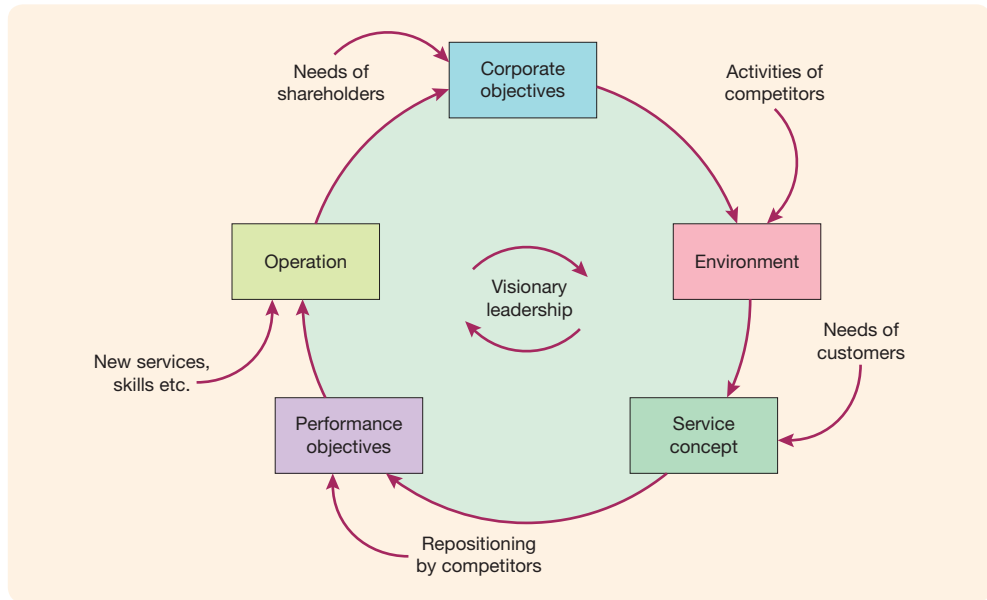 Needs of
shareholders
Corporate
objectives
Activities of
competitors
Operation
Visionary
leadership
Environment
New services,
skills etc.
Needs of
customers
Performance
objectives
Service
concept
Repositioning
by competitors